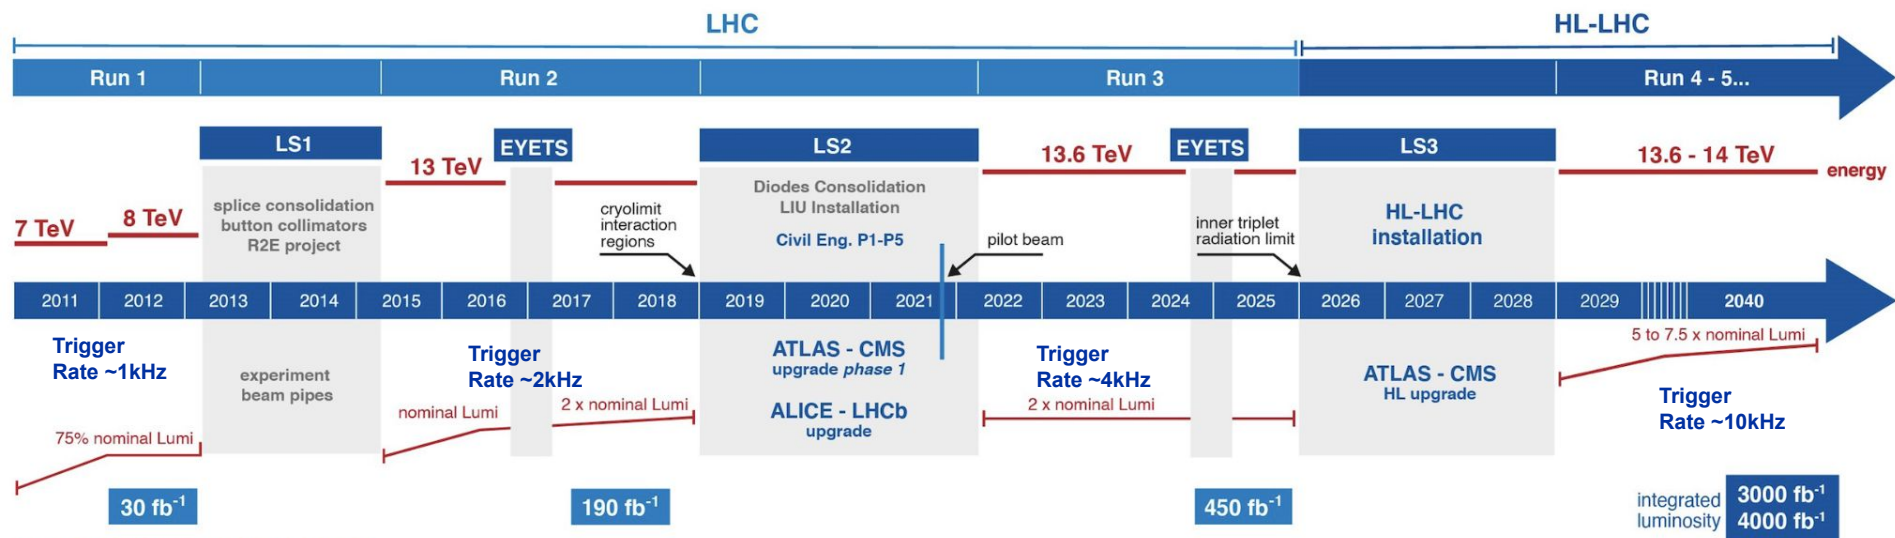 LHC
HL-LHC
Run 1
Run 2
Run 3
Run 4 - 5...
LS1
EYETS
LS2
EYETS
LS3
7 TeV
8 TeV
13 TeV
13.6 TeV
13.6 - 14 TeV
energy
splice consolidation
button collimators
R2E project
cryolimit
interaction
regions
Diodes Consolidation
LIU Installation
Civil Eng. P1-P5
pilot beam
inner triplet
radiation limit
HL-LHC
installation
2011
2012
2013
2014
2015
2016
2017
2018
2019
2020
2021
2022
2023
2024
2025
2026
2027
2028
2029
2040
Trigger
Rate ~1kHz
75% nominal Lumi
experiment
beam pipes
Trigger
Rate ~2kHz
nominal Lumi
2 x nominal Lumi
ATLAS - CMS
upgrade phase 1
ALICE - LHCb
upgrade
Trigger
Rate ~4kHz
2 x nominal Lumi
ATLAS - CMS
HL upgrade
5 to 7.5 x nominal Lumi
Trigger
Rate ~10kHz
30 fb⁻¹
190 fb⁻¹
450 fb⁻¹
integrated
luminosity
3000 fb⁻¹
4000 fb⁻¹